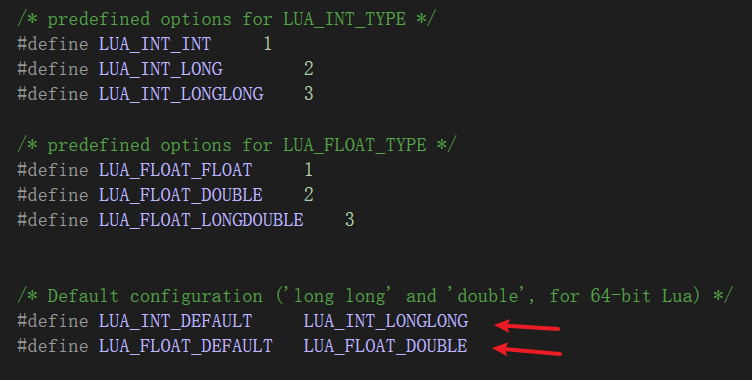 /* predefined options for LUA_INT_TYPE */
#define LUA_INT_INT 1
#define LUA_INT_LONG 2
#define LUA_INT_LONGLONG 3
/* predefined options for LUA_FLOAT_TYPE */
#define LUA_FLOAT_FLOAT 1
#define LUA_FLOAT_DOUBLE 2
#define LUA_FLOAT_LONGDOUBLE 3
/* Default configuration ('long long' and 'double', for 64-bit Lua) */
#define LUA_INT_DEFAULT LUA_INT_LONGLONG
#define LUA_FLOAT_DEFAULT LUA_FLOAT_DOUBLE